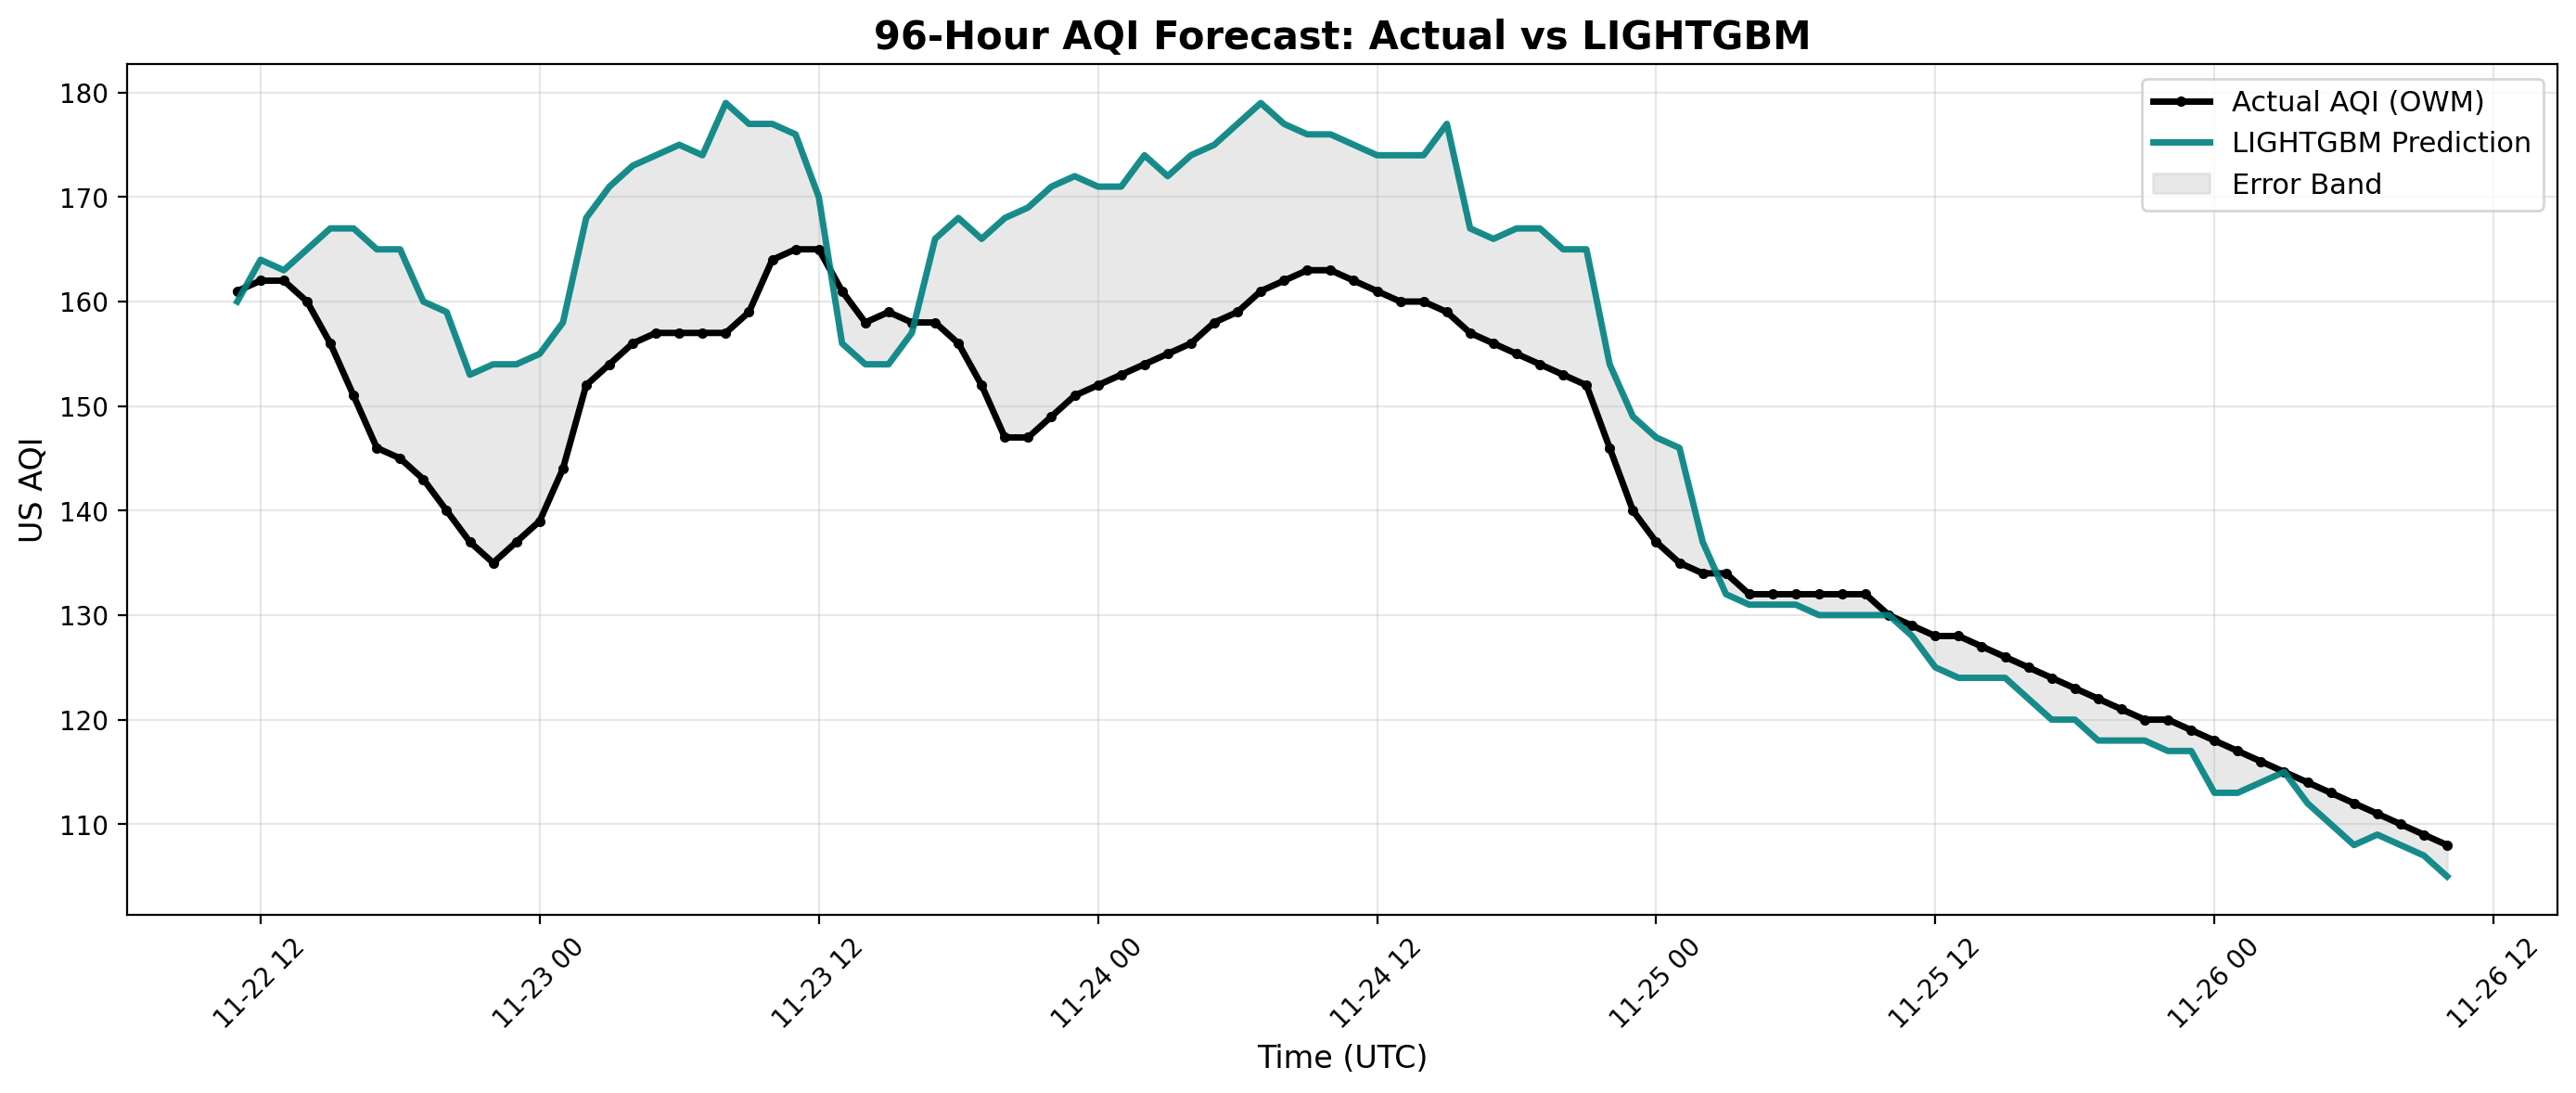 96-Hour AQI Forecast: Actual vs LIGHTGBM
Actual AQI (OWM)
LIGHTGBM Prediction
Error Band
US AQI
180
170
160
150
140
130
120
110
11-22 12
11-23 00
11-23 12
11-24 00
11-24 12
11-25 00
11-25 12
11-26 00
11-26 12
Time (UTC)